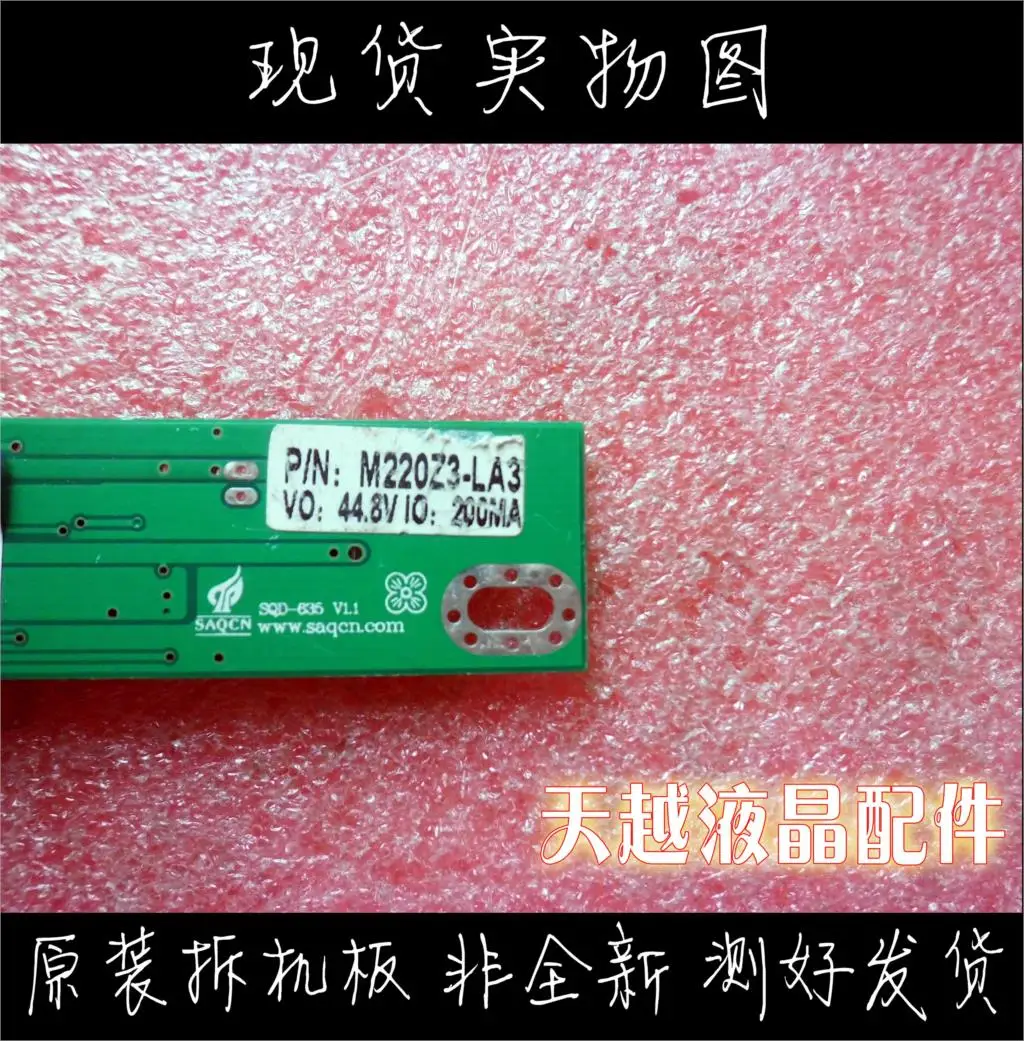 现货实物图
P/N: M220Z3-LA3
VO: 44.8V IO: 200MA
SAQCN
SQD-635 V1.1
www.saqcn.com
天越液晶配件
原装拆机板 非全新 测好发货